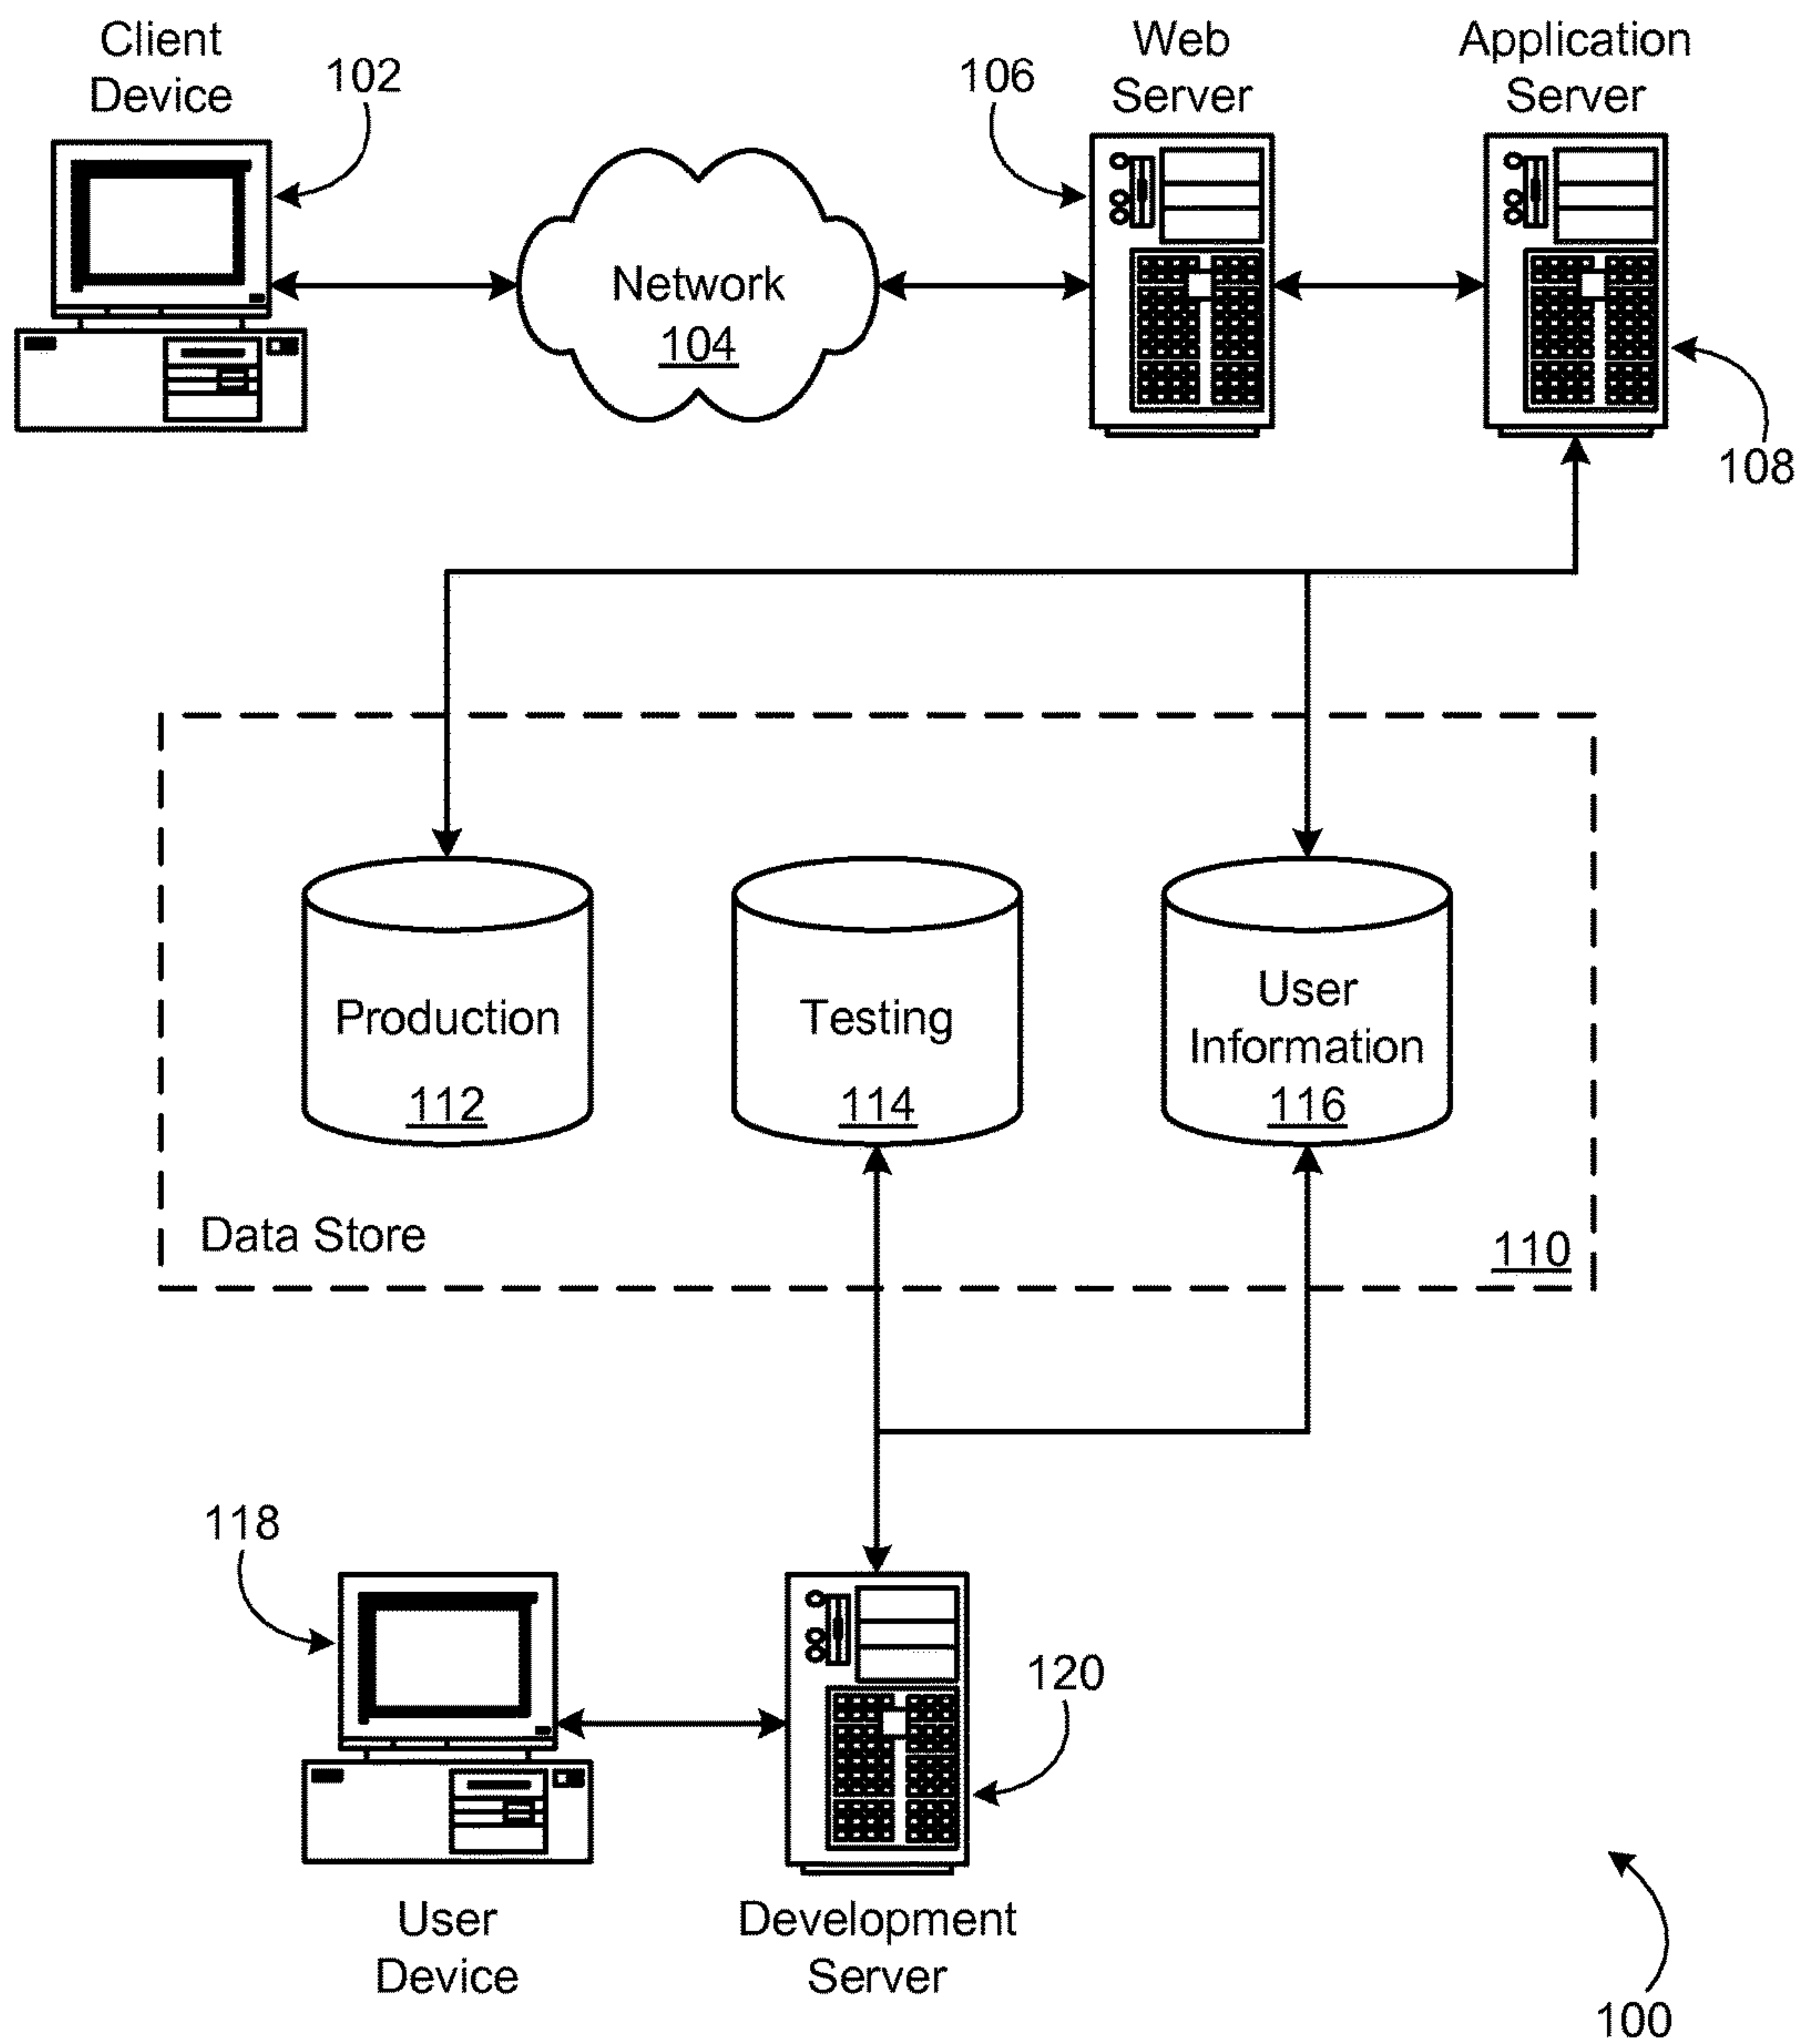 Client
Device
102
Network
104
106
Web
Server
Application
Server
108
Production
112
Testing
114
User
Information
116
Data Store
110
118
User
Device
120
Development
Server
100